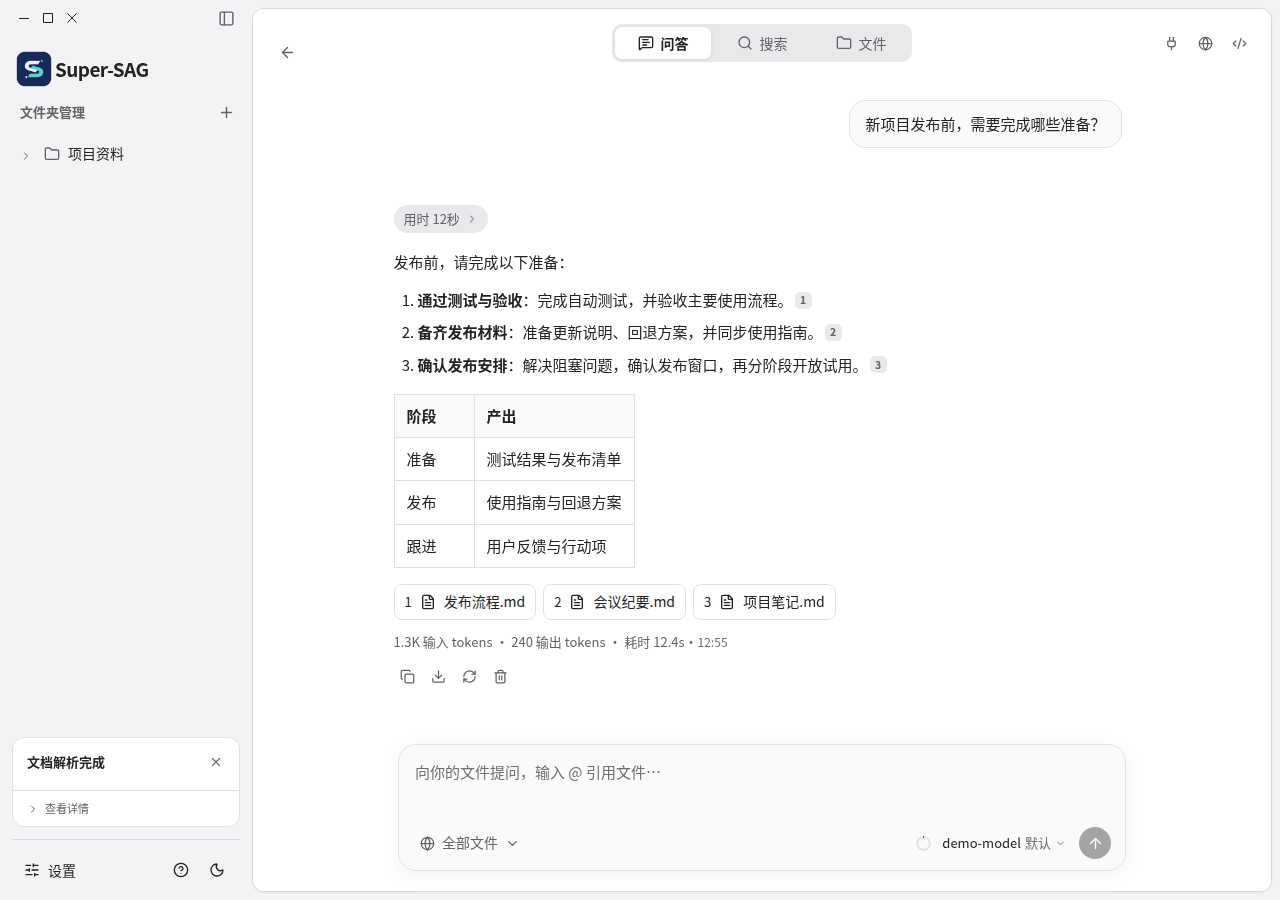 Super-SAG
文件夹管理
项目资料
文档解析完成
查看详情
设置
问答
搜索
文件
新项目发布前，需要完成哪些准备？
用时 12秒
发布前，请完成以下准备：
1. 通过测试与验收：完成自动测试，并验收主要使用流程。 1
2. 备齐发布材料：准备更新说明、回退方案，并同步使用指南。 2
3. 确认发布安排：解决阻塞问题，确认发布窗口，再分阶段开放试用。 3
阶段 产出
准备 测试结果与发布清单
发布 使用指南与回退方案
跟进 用户反馈与行动项
1 发布流程.md 2 会议纪要.md 3 项目笔记.md
1.3K 输入 tokens • 240 输出 tokens • 耗时 12.4s • 12:55
向你的文件提问，输入 @ 引用文件…
全部文件
demo-model 默认